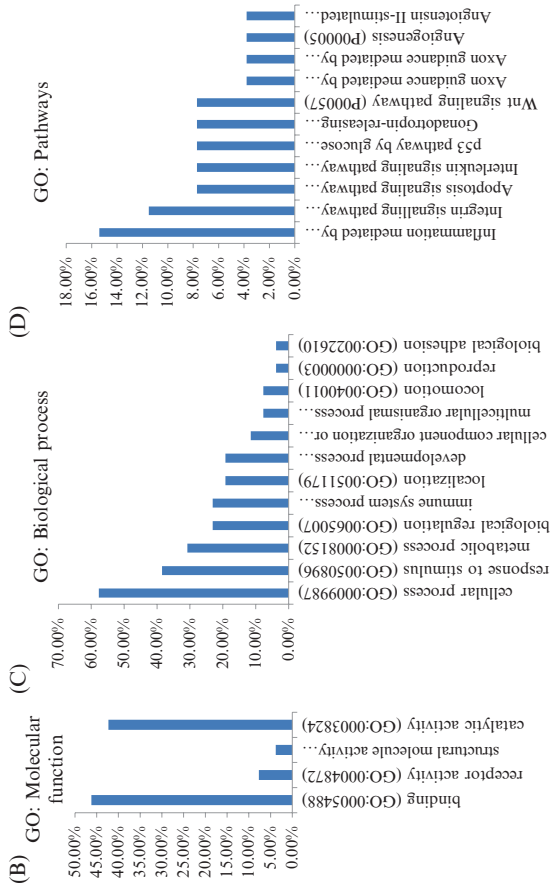 (B)
GO: Molecular
function
50.00%
45.00%
40.00%
35.00%
30.00%
25.00%
20.00%
15.00%
10.00%
5.00%
0.00%
binding (GO:0005488)
receptor activity (GO:0004872)
structural molecule activity...
catalytic activity (GO:0003824)
(C)
GO: Biological process
70.00%
60.00%
50.00%
40.00%
30.00%
20.00%
10.00%
0.00%
cellular process (GO:0009987)
response to stimulus (GO:0050896)
metabolic process (GO:0008152)
biological regulation (GO:0065007)
immune system process...
localization (GO:0051179)
developmental process...
cellular component organization or...
multicellular organismal process...
locomotion (GO:0040011)
reproduction (GO:0000003)
biological adhesion (GO:0022610)
(D)
GO: Pathways
18.00%
16.00%
14.00%
12.00%
10.00%
8.00%
6.00%
4.00%
2.00%
0.00%
Inflammation mediated by...
Integrin signalling pathway...
Apoptosis signaling pathway...
Interleukin signaling pathway...
p53 pathway by glucose...
Gonadotropin-releasing...
Wnt signaling pathway (P00057)
Axon guidance mediated by...
Axon guidance mediated by...
Angiogenesis (P00005)
Angiotensin II-stimulated...